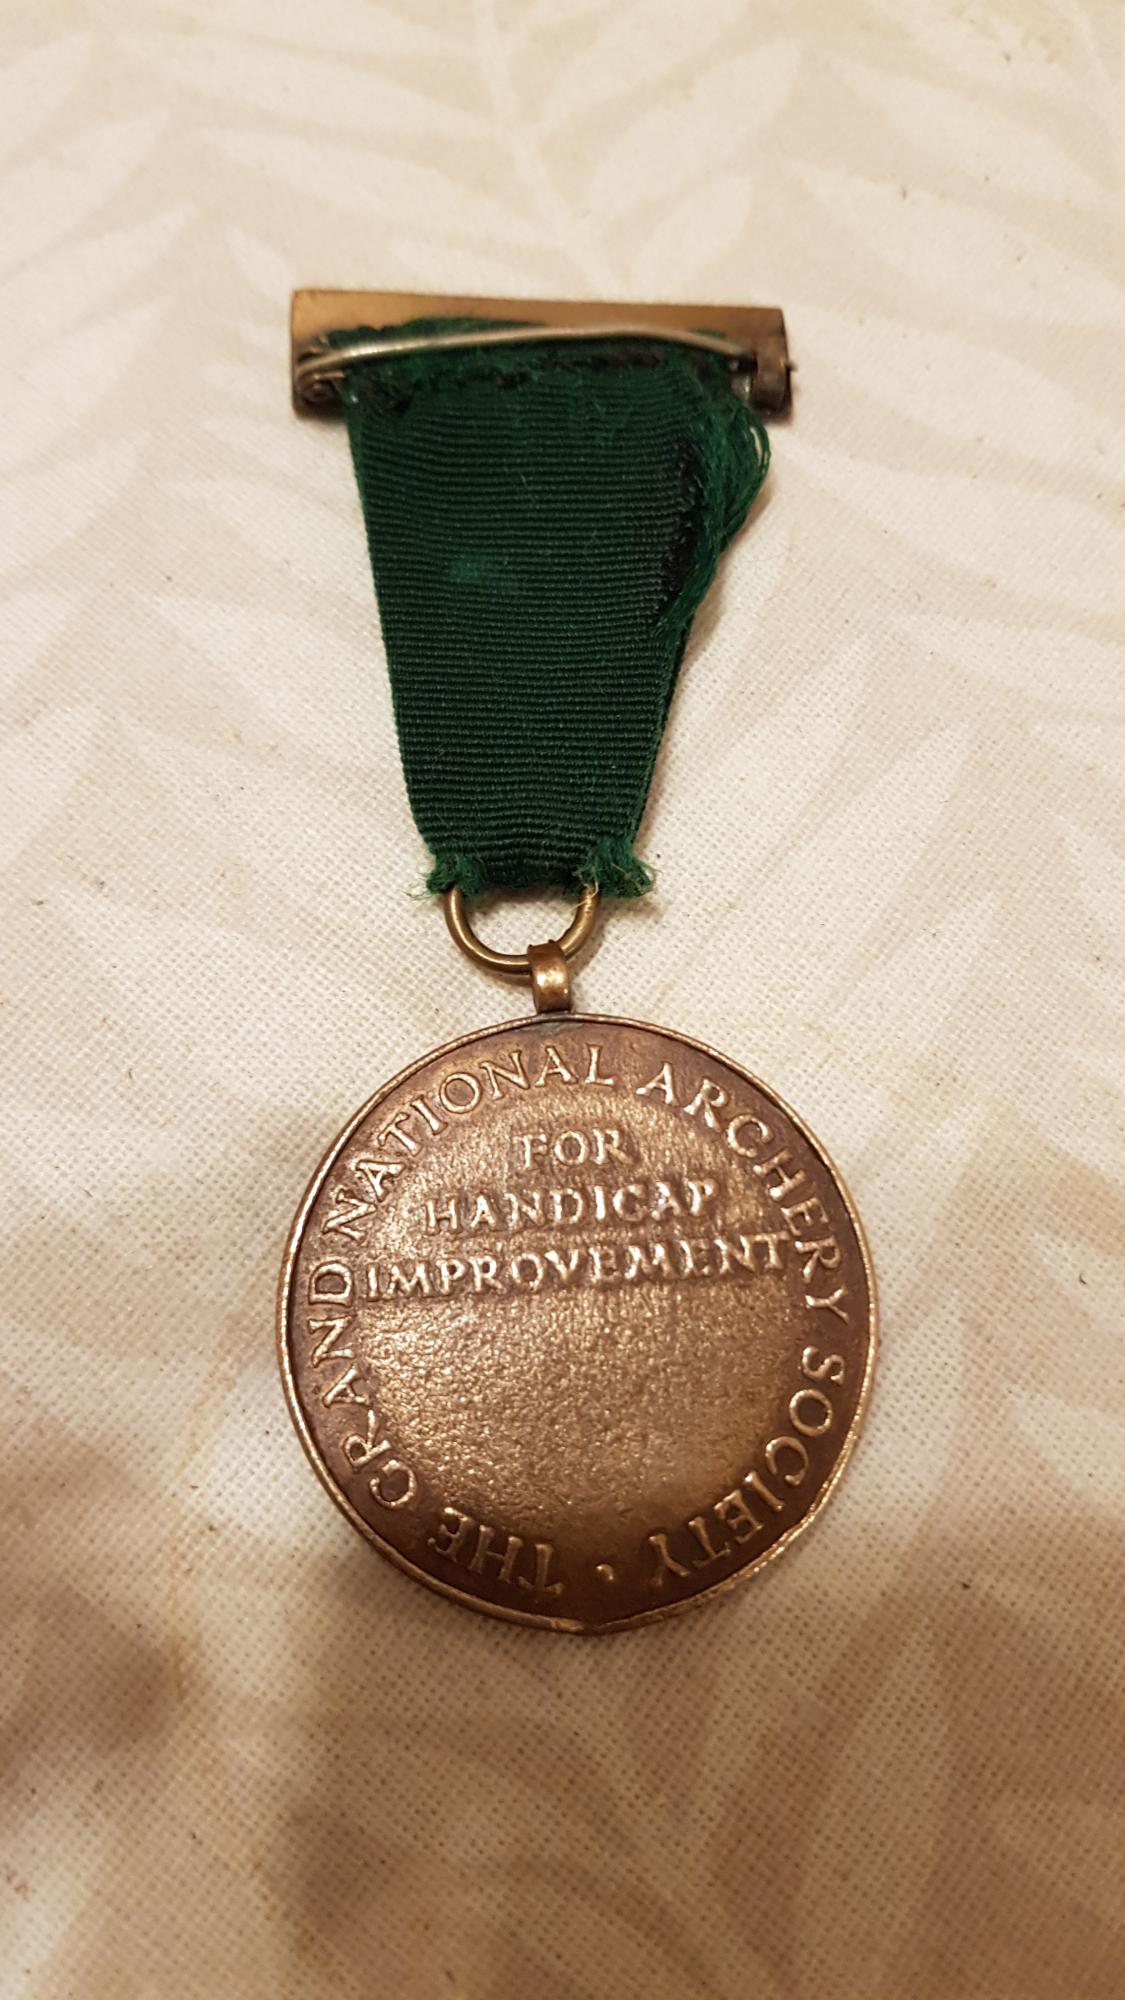 THE GRAND NATIONAL ARCHERY SOCIETY ·
FOR
HANDICAP
IMPROVEMENT